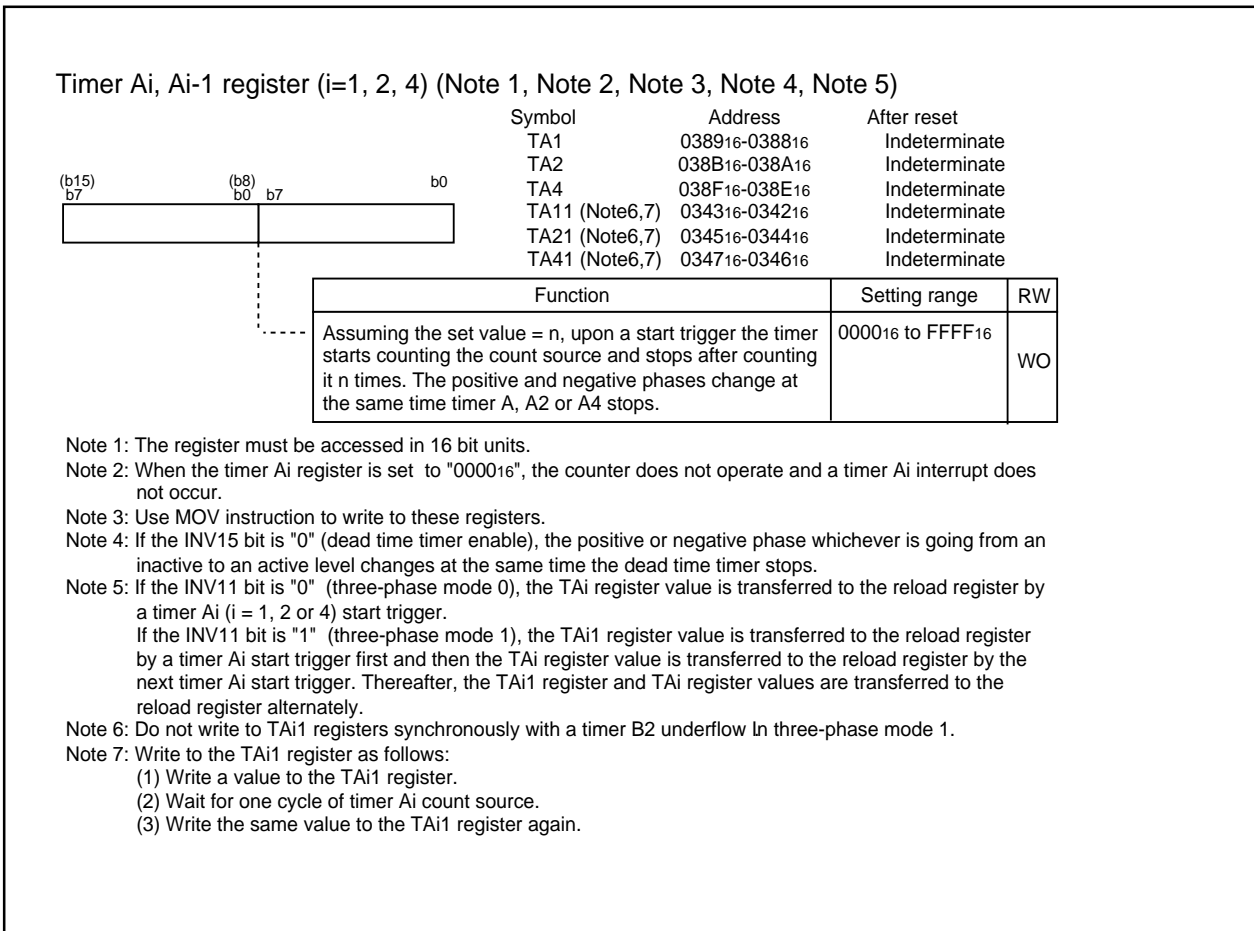 Timer Ai, Ai-1 register (i=1, 2, 4) (Note 1, Note 2, Note 3, Note 4, Note 5)
Symbol Address After reset
TA1 038916-038816 Indeterminate
TA2 038B16-038A16 Indeterminate
TA4 038F16-038E16 Indeterminate
TA11 (Note6,7) 034316-034216 Indeterminate
TA21 (Note6,7) 034516-034416 Indeterminate
TA41 (Note6,7) 034716-034616 Indeterminate
(b15) (b8)
b7 b0 b7 b0
Function Setting range RW
Assuming the set value = n, upon a start trigger the timer 000016 to FFFF16
starts counting the count source and stops after counting
it n times. The positive and negative phases change at WO
the same time timer A, A2 or A4 stops.
Note 1: The register must be accessed in 16 bit units.
Note 2: When the timer Ai register is set to "000016", the counter does not operate and a timer Ai interrupt does
not occur.
Note 3: Use MOV instruction to write to these registers.
Note 4: If the INV15 bit is "0" (dead time timer enable), the positive or negative phase whichever is going from an
inactive to an active level changes at the same time the dead time timer stops.
Note 5: If the INV11 bit is "0" (three-phase mode 0), the TAi register value is transferred to the reload register by
a timer Ai (i = 1, 2 or 4) start trigger.
If the INV11 bit is "1" (three-phase mode 1), the TAi1 register value is transferred to the reload register
by a timer Ai start trigger first and then the TAi register value is transferred to the reload register by the
next timer Ai start trigger. Thereafter, the TAi1 register and TAi register values are transferred to the
reload register alternately.
Note 6: Do not write to TAi1 registers synchronously with a timer B2 underflow In three-phase mode 1.
Note 7: Write to the TAi1 register as follows:
(1) Write a value to the TAi1 register.
(2) Wait for one cycle of timer Ai count source.
(3) Write the same value to the TAi1 register again.